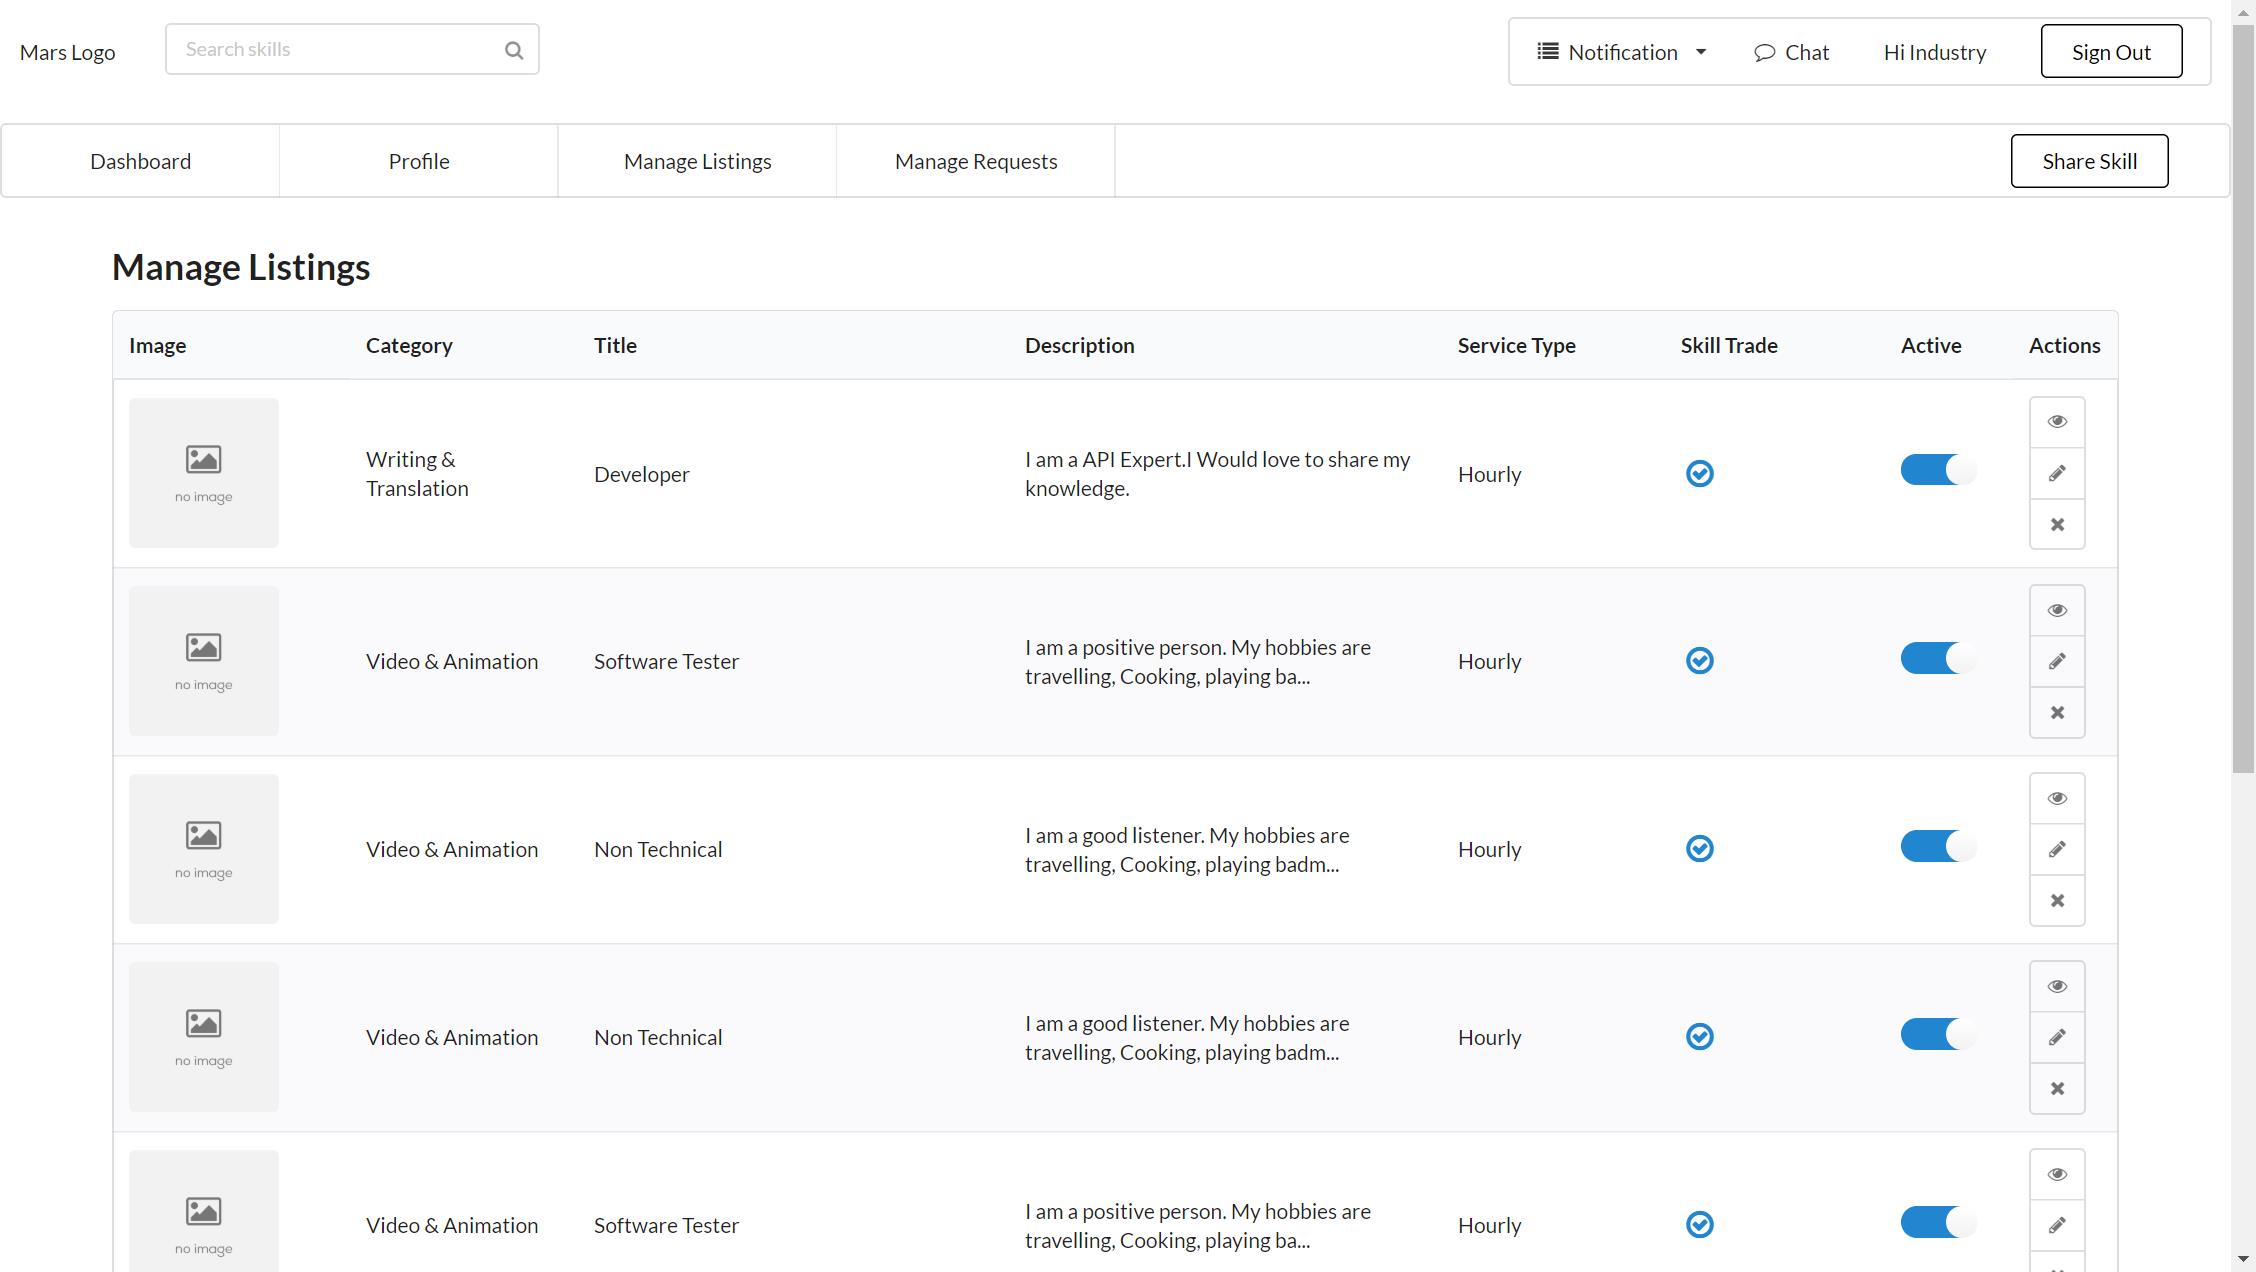 Mars Logo
Search skills
Notification
Chat
Hi Industry
Sign Out
Dashboard
Profile
Manage Listings
Manage Requests
Share Skill
Manage Listings
Image Category Title Description Service Type Skill Trade Active Actions
no image
Writing &
Translation
Developer
I am a API Expert.I Would love to share my
knowledge.
Hourly
no image
Video & Animation
Software Tester
I am a positive person. My hobbies are
travelling, Cooking, playing ba...
Hourly
no image
Video & Animation
Non Technical
I am a good listener. My hobbies are
travelling, Cooking, playing badm...
Hourly
no image
Video & Animation
Non Technical
I am a good listener. My hobbies are
travelling, Cooking, playing badm...
Hourly
no image
Video & Animation
Software Tester
I am a positive person. My hobbies are
travelling, Cooking, playing ba...
Hourly